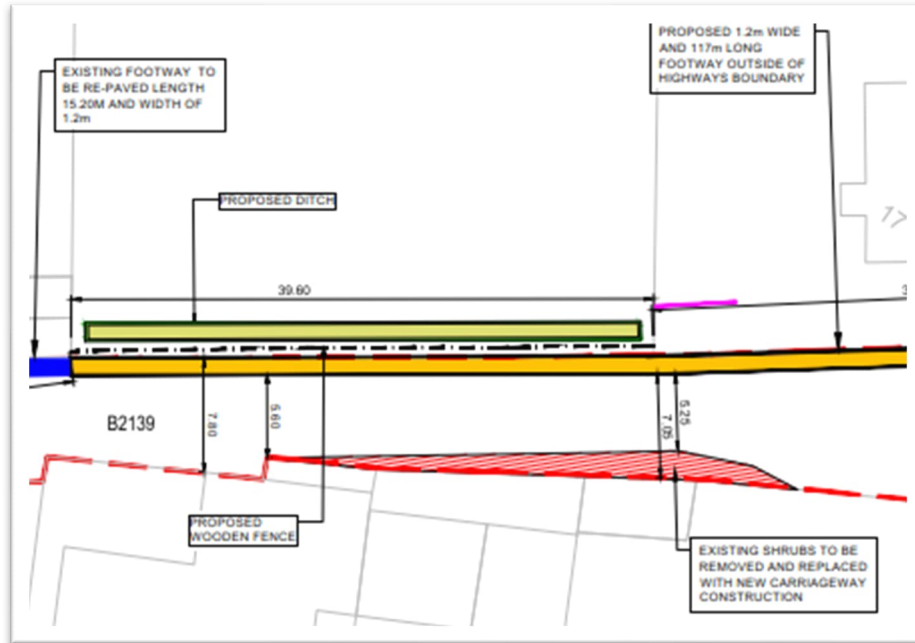 PROPOSED 1.2m WIDE
AND 117m LONG
FOOTWAY OUTSIDE OF
HIGHWAYS BOUNDARY
EXISTING FOOTWAY TO
BE RE-PAVED LENGTH
15.20M AND WIDTH OF
1.2m
PROPOSED DITCH
17
39.60
3
B2139
7.80
5.60
7.05
5.25
PROPOSED
WOODEN FENCE
EXISTING SHRUBS TO BE
REMOVED AND REPLACED
WITH NEW CARRIAGEWAY
CONSTRUCTION